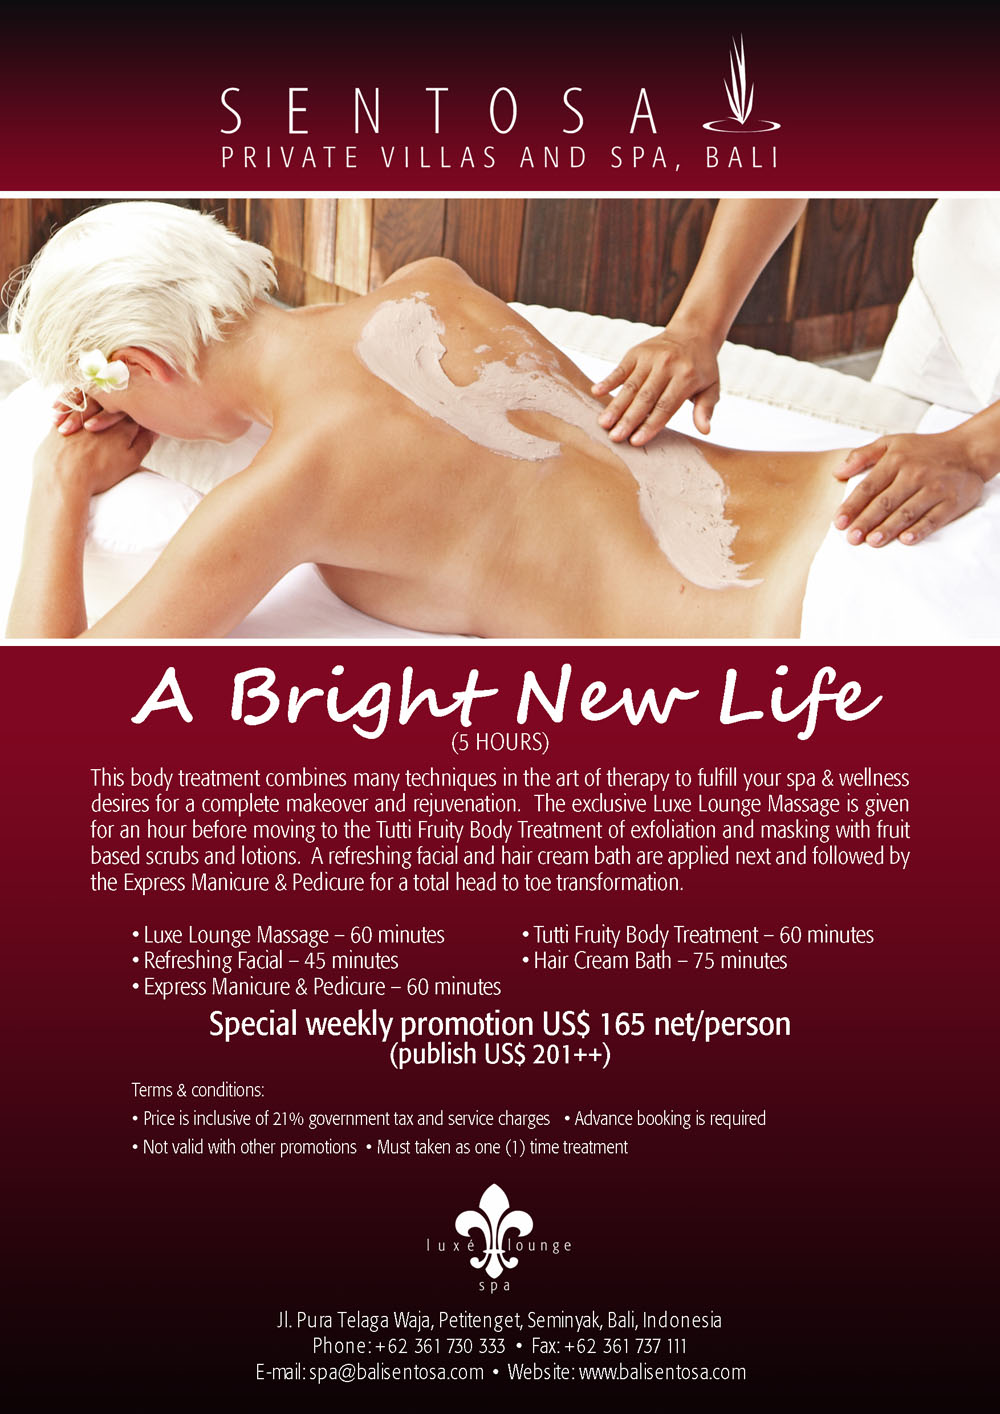 SENTOSA
PRIVATE VILLAS AND SPA, BALI
A Bright New Life
(5 HOURS)
This body treatment combines many techniques in the art of therapy to fulfill your spa & wellness
desires for a complete makeover and rejuvenation. The exclusive Luxe Lounge Massage is given
for an hour before moving to the Tutti Fruity Body Treatment of exfoliation and masking with fruit
based scrubs and lotions. A refreshing facial and hair cream bath are applied next and followed by
the Express Manicure & Pedicure for a total head to toe transformation.
• Luxe Lounge Massage – 60 minutes
• Refreshing Facial – 45 minutes
• Express Manicure & Pedicure – 60 minutes
• Tutti Fruity Body Treatment – 60 minutes
• Hair Cream Bath – 75 minutes
Special weekly promotion US$ 165 net/person
(publish US$ 201++)
Terms & conditions:
• Price is inclusive of 21% government tax and service charges • Advance booking is required
• Not valid with other promotions • Must taken as one (1) time treatment
luxé lounge
spa
Jl. Pura Telaga Waja, Petitenget, Seminyak, Bali, Indonesia
Phone: +62 361 730 333 • Fax: +62 361 737 111
E-mail: spa@balisentosa.com • Website: www.balisentosa.com